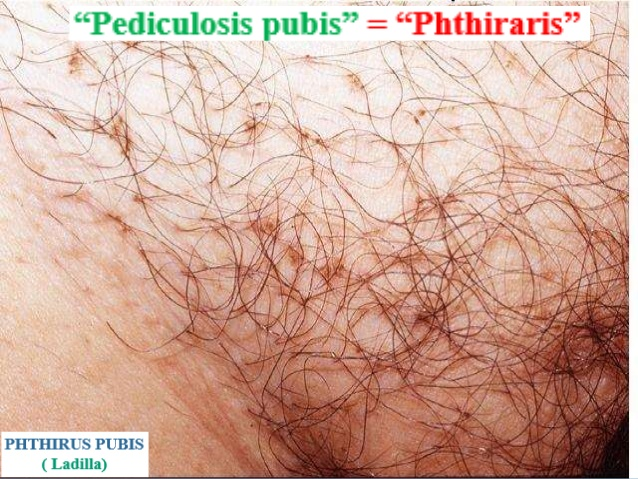 “Pediculosis pubis” = “Phthiraris”
PHTHIRUS PUBIS
( Ladilla)